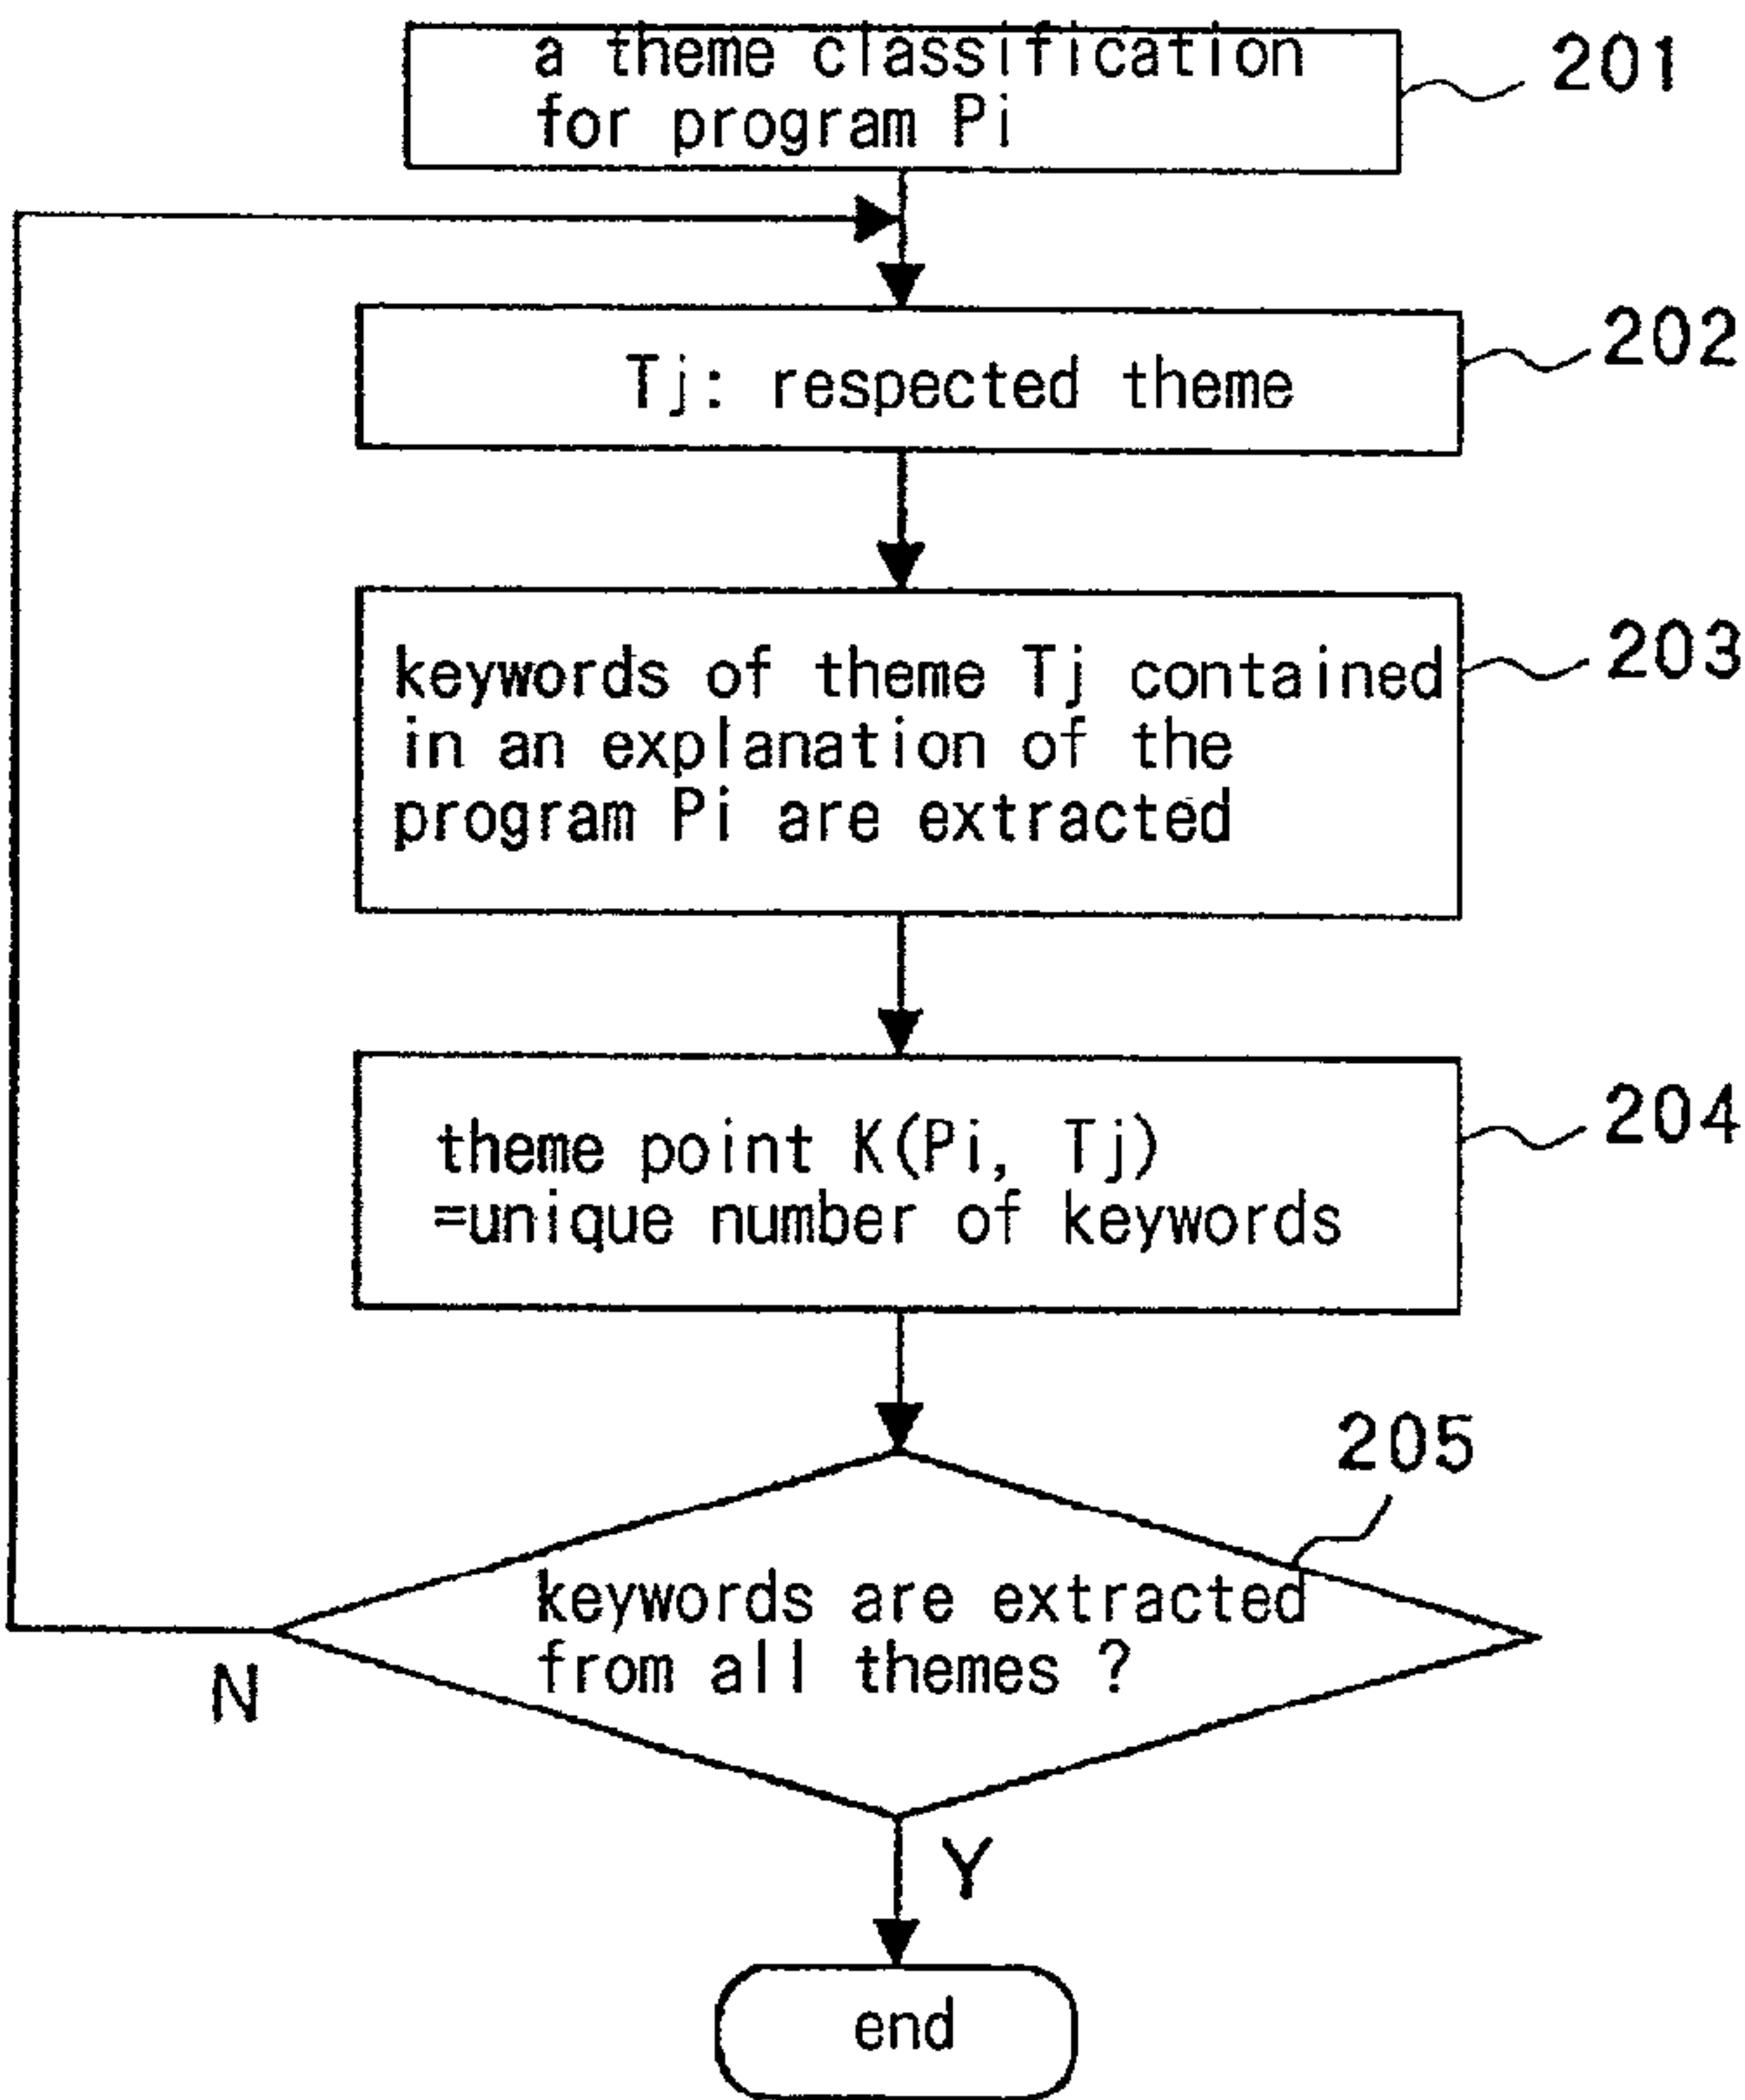 a theme classification
for program Pi
201
Tj: respected theme
202
keywords of theme Tj contained
in an explanation of the
program Pi are extracted
203
theme point K(Pi, Tj)
=unique number of keywords
204
205
keywords are extracted
from all themes ?
N
Y
end